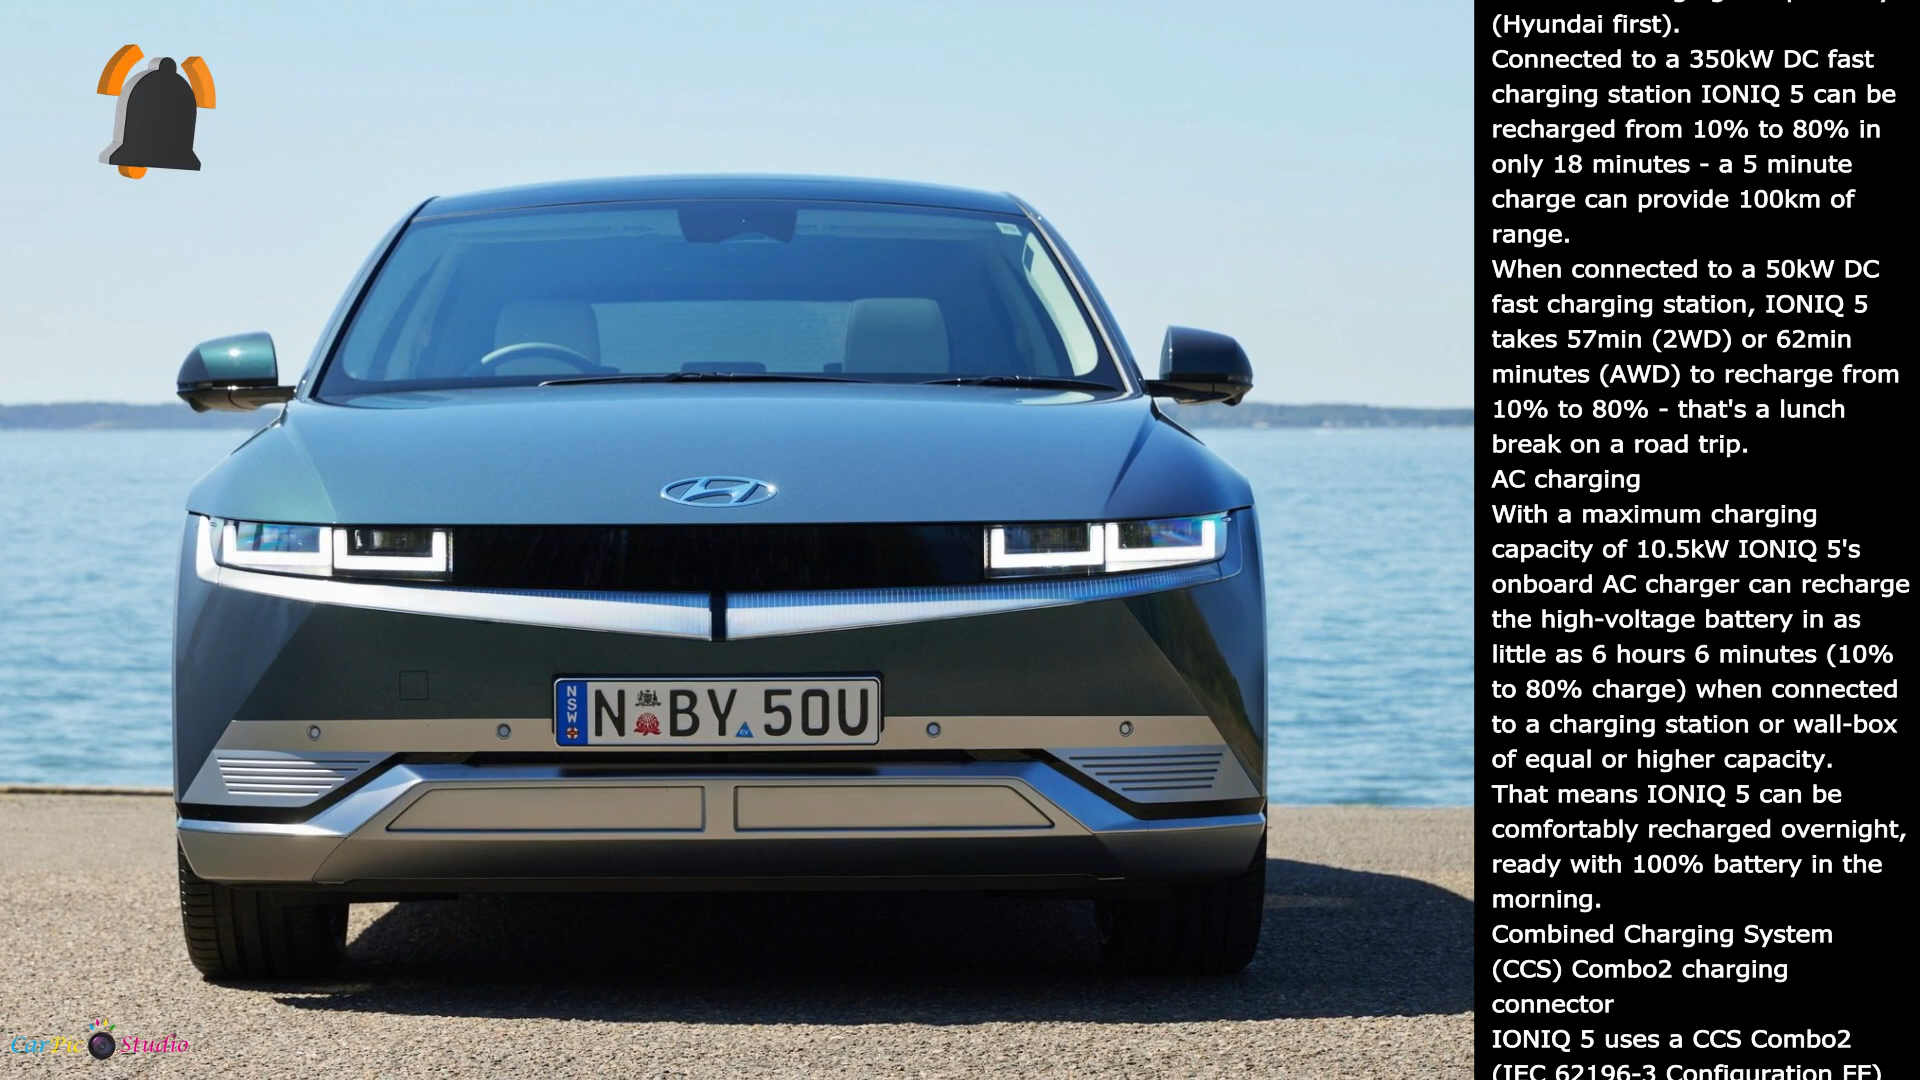 (Hyundai first).
Connected to a 350kW DC fast
charging station IONIQ 5 can be
recharged from 10% to 80% in
only 18 minutes - a 5 minute
charge can provide 100km of
range.
When connected to a 50kW DC
fast charging station, IONIQ 5
takes 57min (2WD) or 62min
minutes (AWD) to recharge from
10% to 80% - that's a lunch
break on a road trip.
AC charging
With a maximum charging
capacity of 10.5kW IONIQ 5's
onboard AC charger can recharge
the high-voltage battery in as
little as 6 hours 6 minutes (10%
to 80% charge) when connected
to a charging station or wall-box
of equal or higher capacity.
That means IONIQ 5 can be
comfortably recharged overnight,
ready with 100% battery in the
morning.
Combined Charging System
(CCS) Combo2 charging
connector
IONIQ 5 uses a CCS Combo2
(IEC 62196-3 Configuration FF)
NSW
N BY 50U
EV
CarPic Studio